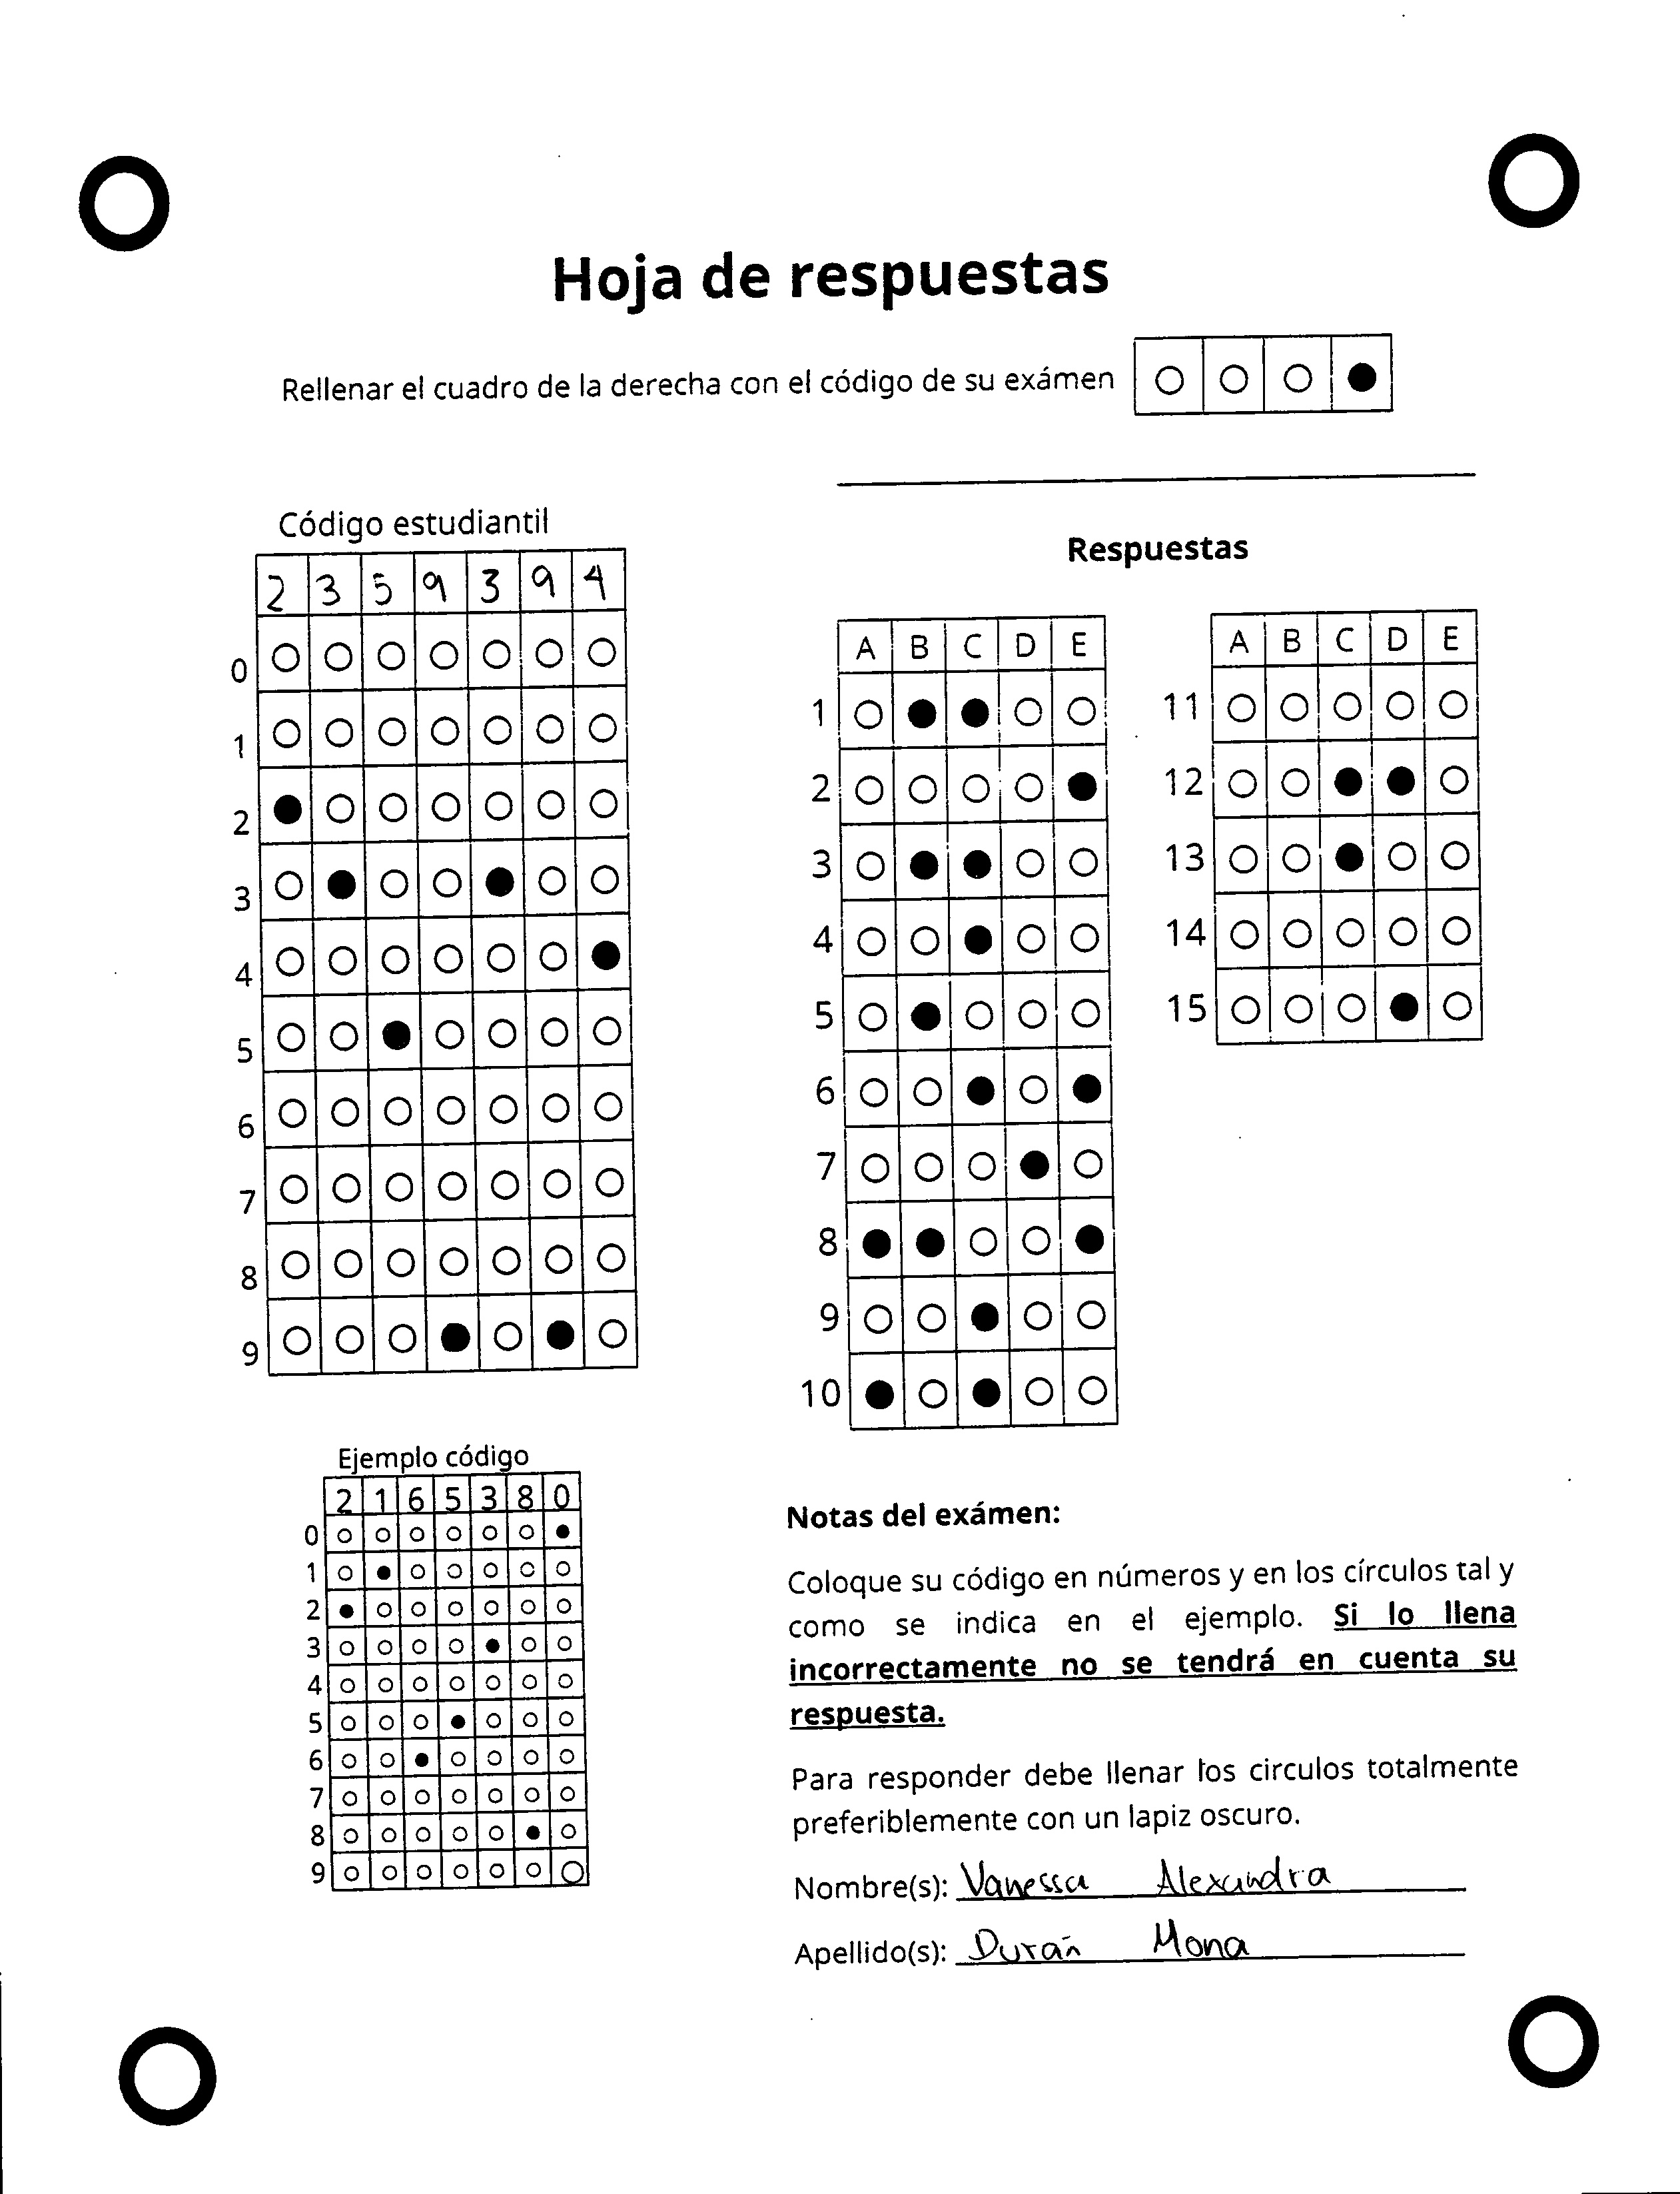 Hoja de respuestas
Rellenar el cuadro de la derecha con el código de su exámen
Código estudiantil
2 3 5 9 3 9 4
0
1
2
3
4
5
6
7
8
9
Respuestas
A B C D E
1
2
3
4
5
6
7
8
9
10
A B C D E
11
12
13
14
15
Ejemplo código
2 1 6 5 3 8 0
0
1
2
3
4
5
6
7
8
9
Notas del exámen:
Coloque su código en números y en los círculos tal y
como se indica en el ejemplo. Si lo llena
incorrectamente no se tendrá en cuenta su
respuesta.
Para responder debe llenar los circulos totalmente
preferiblemente con un lapiz oscuro.
Nombre(s): Vanessa Alexandra
Apellido(s): Durán Mona